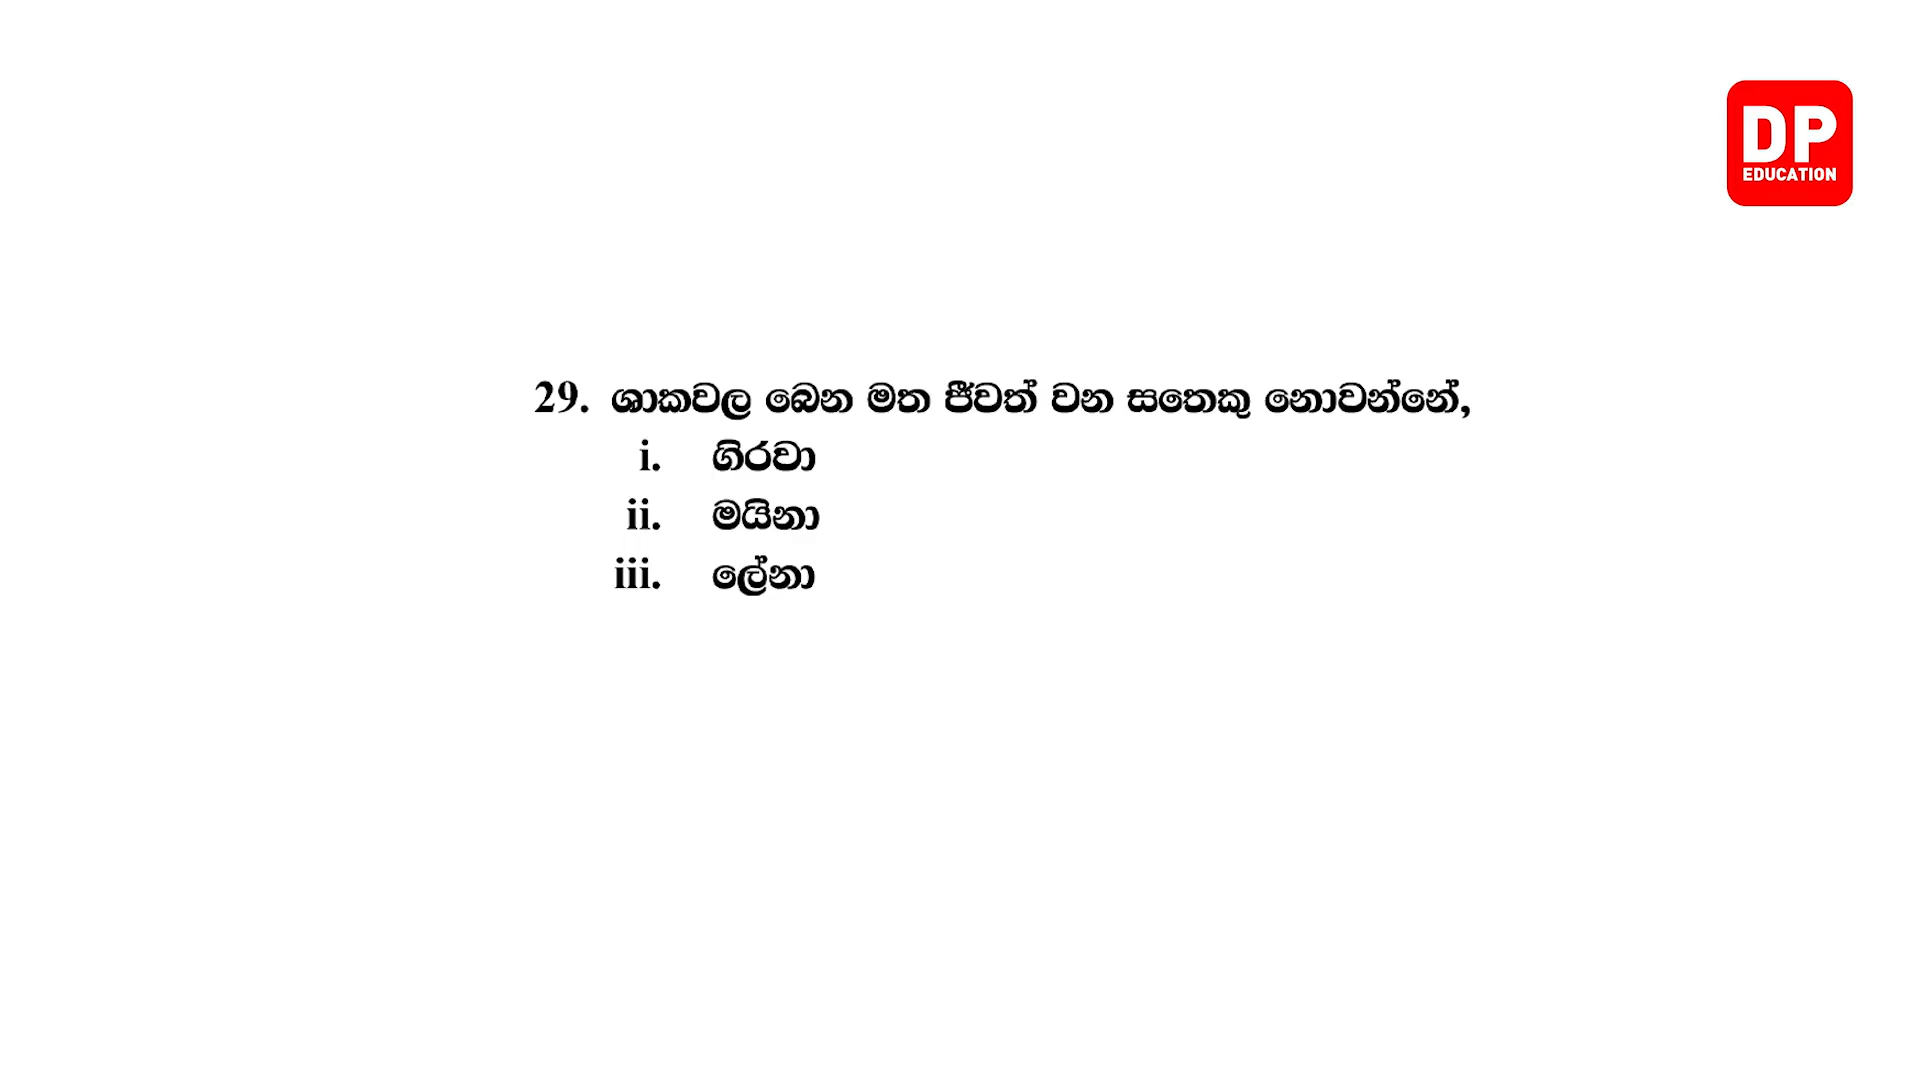 DP
EDUCATION
29. ශාකවල බෙන මත ජීවත් වන සතෙකු නොවන්නේ,
i. ගිරවා
ii. මයිනා
iii. ලේනා